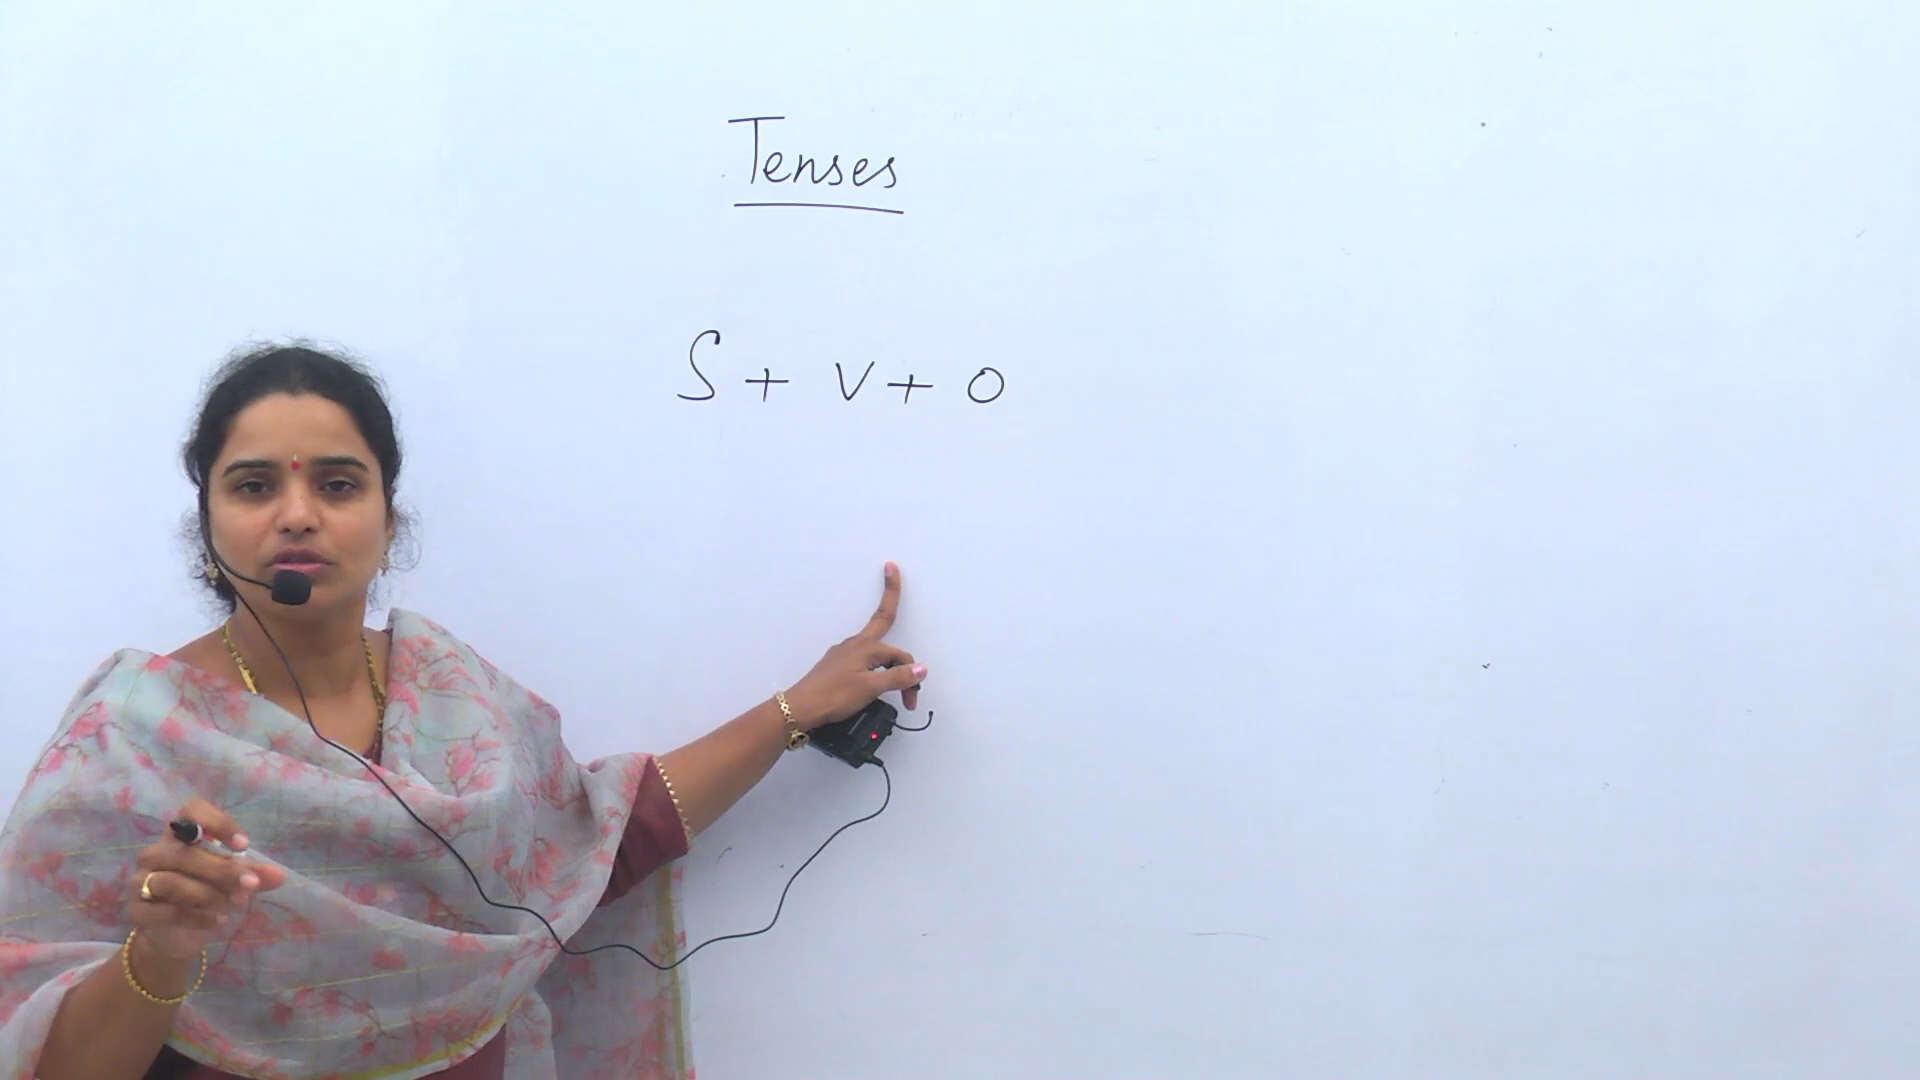 Tenses
S + V + O